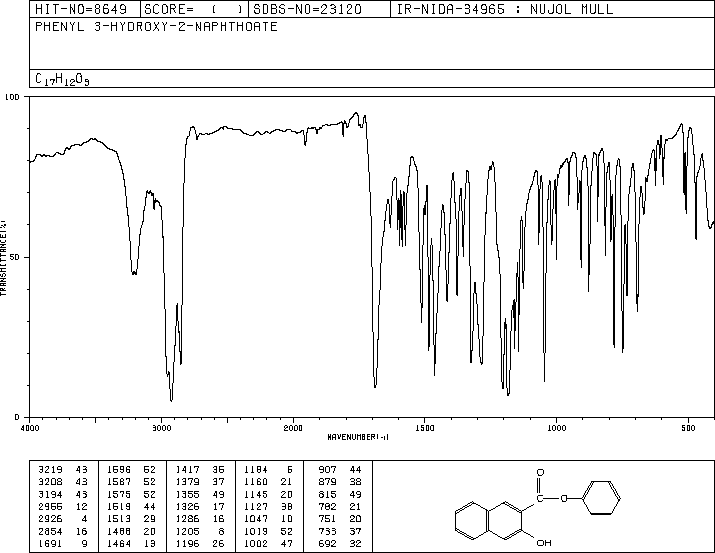 HIT-NO=8649 SCORE= ( ) SDBS-NO=23120 IR-NIDA-34965 : NUJOL MULL
PHENYL 3-HYDROXY-2-NAPHTHOATE
C17H12O3
100
50
0
TRANSMITTANCE(%)
4000 3000 2000 1500 1000 500
WAVENUMBER(-1)
3219 43 1596 52 1417 35 1184 6 907 44
3208 43 1587 52 1379 37 1160 21 879 38
3194 43 1575 52 1355 49 1145 20 815 49
2955 12 1519 44 1326 17 1127 38 782 21
2926 4 1513 29 1286 16 1047 10 751 20
2854 16 1488 20 1205 8 1019 52 733 37
1691 9 1464 13 1196 26 1002 47 692 32
O
C O
OH